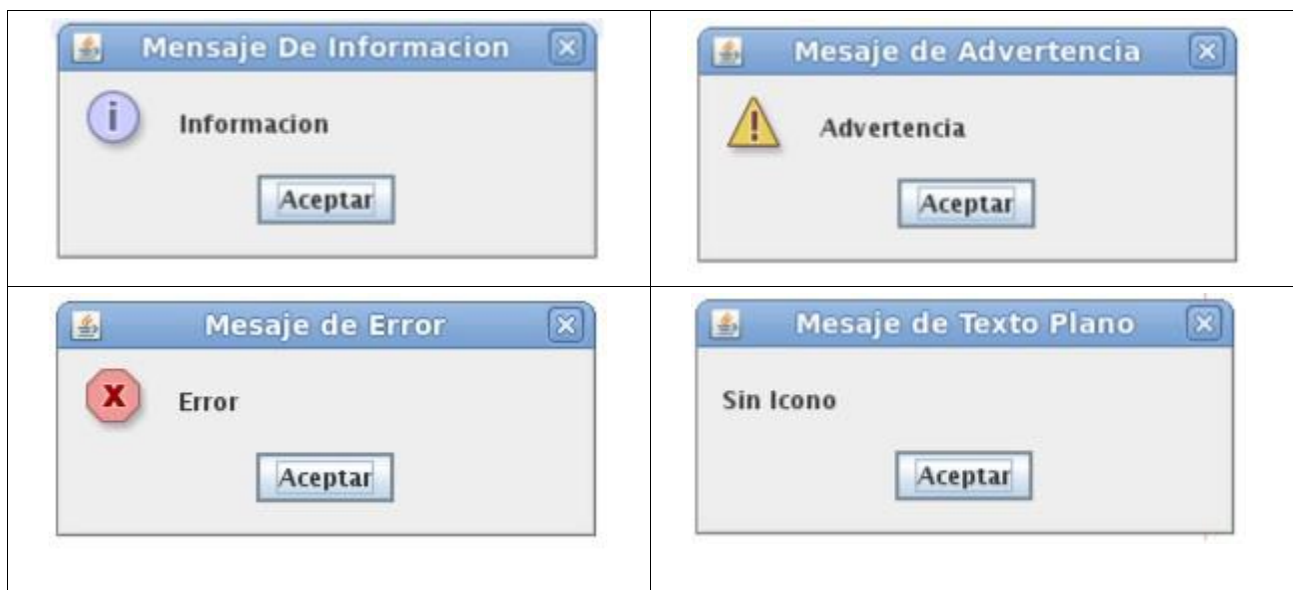 Mensaje De Informacion
Informacion
Aceptar
Mesaje de Advertencia
Advertencia
Aceptar
Mesaje de Error
Error
Aceptar
Mesaje de Texto Plano
Sin Icono
Aceptar